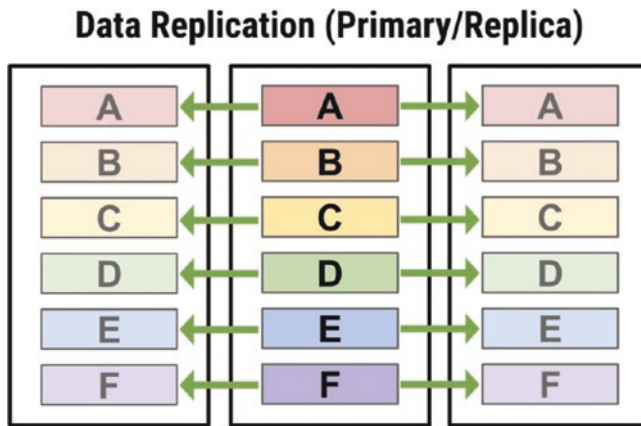 Data Replication (Primary/Replica)
A A A
B B B
C C C
D D D
E E E
F F F